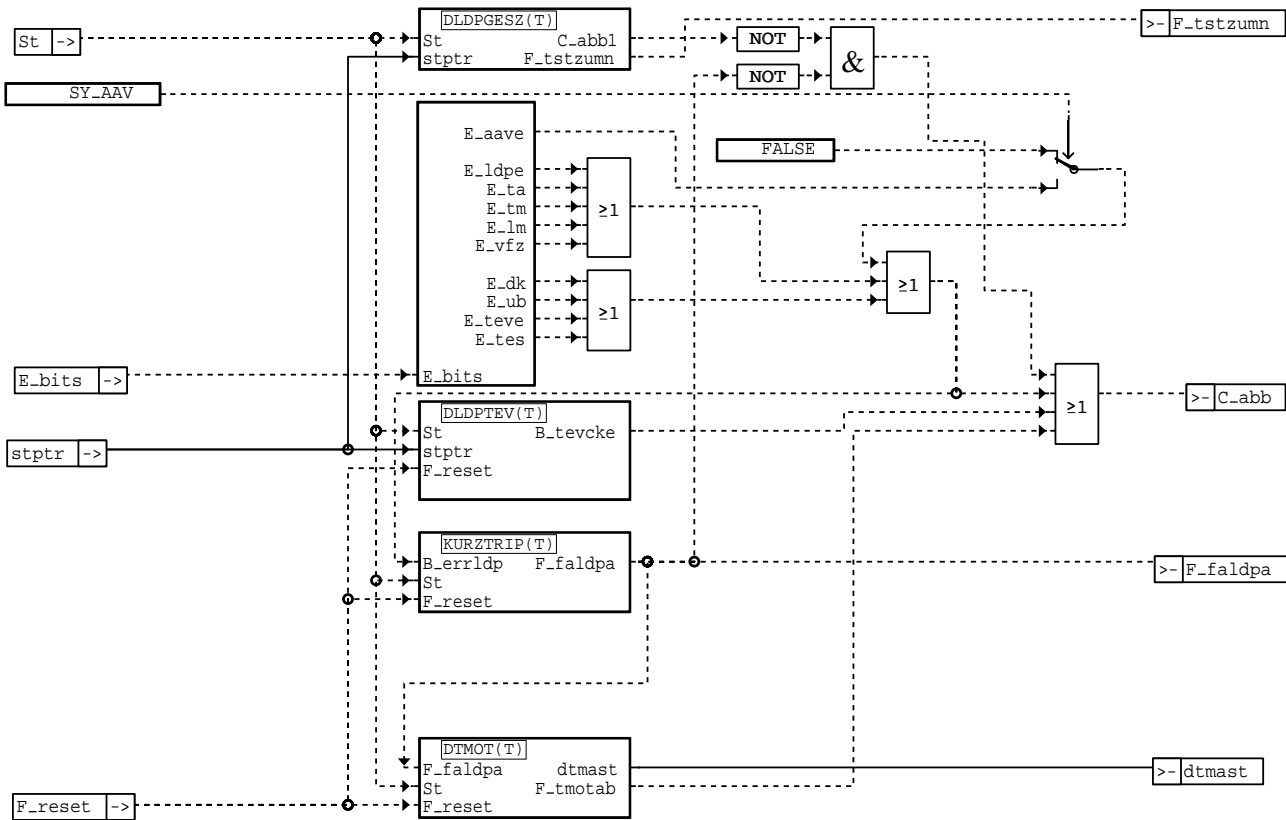 DLDPGESZ(T)
St ->
St C_abb1
stptr F_tstzumn
NOT
&
>- F_tstzumn
NOT
SY_AAV
E_aave
FALSE
E_ldpe
E_ta
E_tm
E_lm
E_vfz
≥1
E_dk
E_ub
E_teve
E_tes
≥1
≥1
E_bits ->
E_bits
≥1
>- C_abb
DLDPTEV(T)
St B_tevcke
stptr ->
stptr
F_reset
KURZTRIP(T)
B_errldp F_faldpa
St
F_reset
>- F_faldpa
DTMOT(T)
F_faldpa dtmast
St F_tmotab
F_reset
>- dtmast
F_reset ->